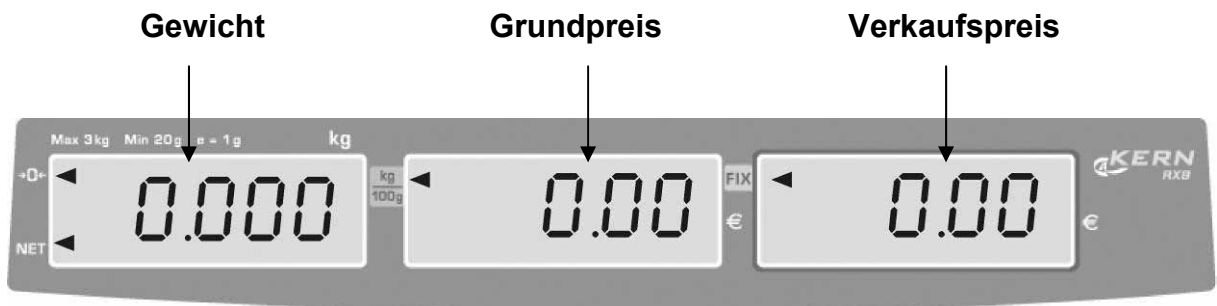 Gewicht Grundpreis Verkaufspreis
Max 3kg Min 20g e = 1g kg
KERN
RXB
→0← 0.000 kg/100g 0.00 FIX 0.00
NET € €